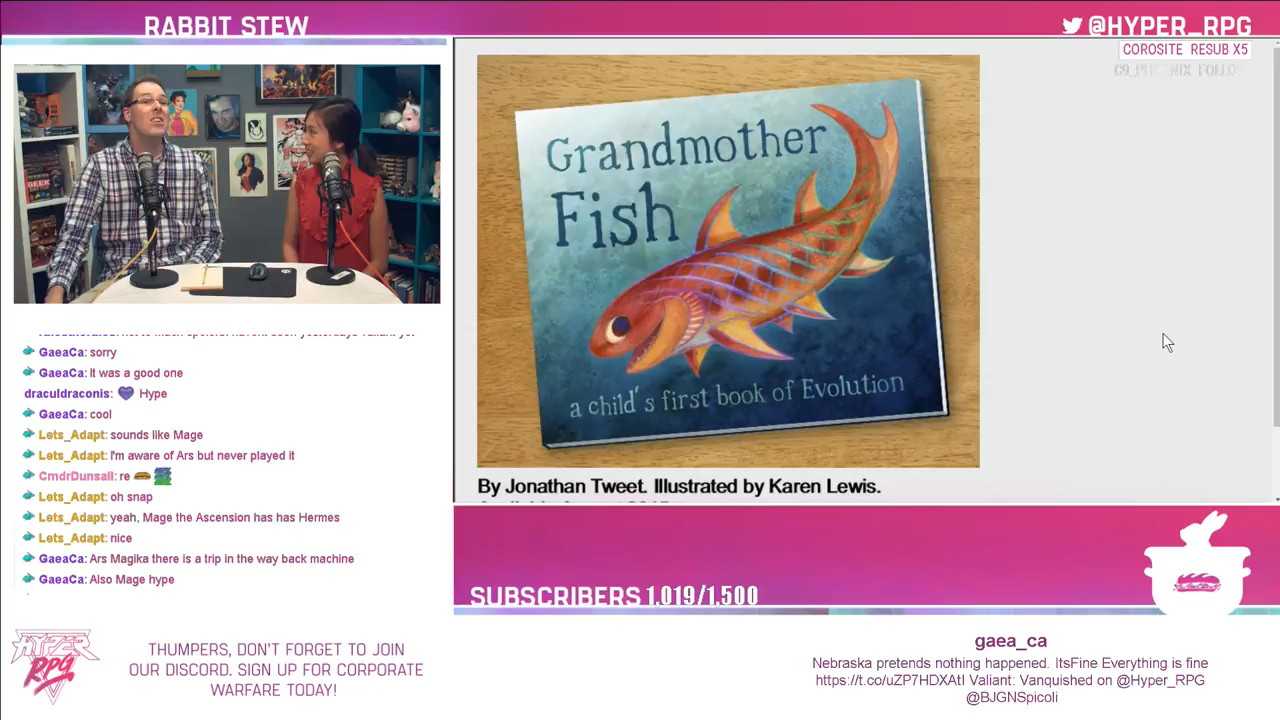 RABBIT STEW
@HYPER_RPG
COROSITE RESUB X5
GEEK
Grandmother
Fish
a child's first book of Evolution
By Jonathan Tweet. Illustrated by Karen Lewis.
GaeaCa: sorry
GaeaCa: It was a good one
draculdraconis: Hype
GaeaCa: cool
Lets_Adapt: sounds like Mage
Lets_Adapt: I'm aware of Ars but never played it
CmdrDunsall: re
Lets_Adapt: oh snap
Lets_Adapt: yeah, Mage the Ascension has has Hermes
Lets_Adapt: nice
GaeaCa: Ars Magika there is a trip in the way back machine
GaeaCa: Also Mage hype
SUBSCRIBERS 1,019/1,500
HYPER
RPG
THUMPERS, DON'T FORGET TO JOIN
OUR DISCORD. SIGN UP FOR CORPORATE
WARFARE TODAY!
gaea_ca
Nebraska pretends nothing happened. ItsFine Everything is fine
https://t.co/uZP7HDXAtI Valiant: Vanquished on @Hyper_RPG
@BJGNSpicoli